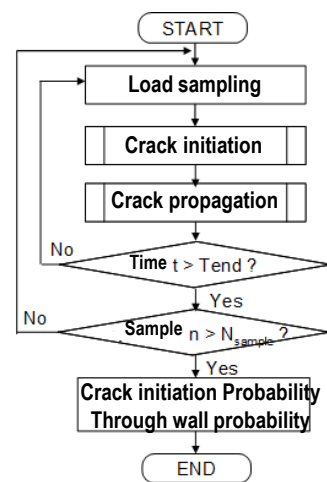 START
Load sampling
Crack initiation
Crack propagation
No
Time t > Tend ?
Yes
No
Sample n > Nsample ?
Yes
Crack initiation Probability
Through wall probability
END